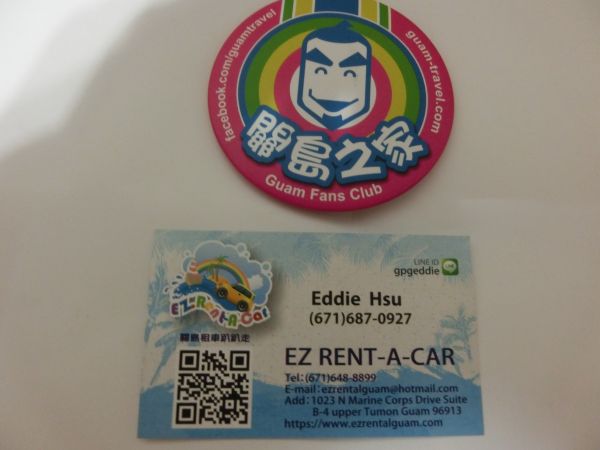 facebook.com/guamtravel
guam-travel.com
關島之家
Guam Fans Club
LINE ID
gpgeddie
EZ-Rent-A-Car
關島租車趴趴走
Eddie Hsu
(671)687-0927
EZ RENT-A-CAR
Tel:(671)648-8899
E-mail:ezrentalguam@hotmail.com
Add:1023 N Marine Corps Drive Suite
B-4 upper Tumon Guam 96913
https://www.ezrentalguam.com